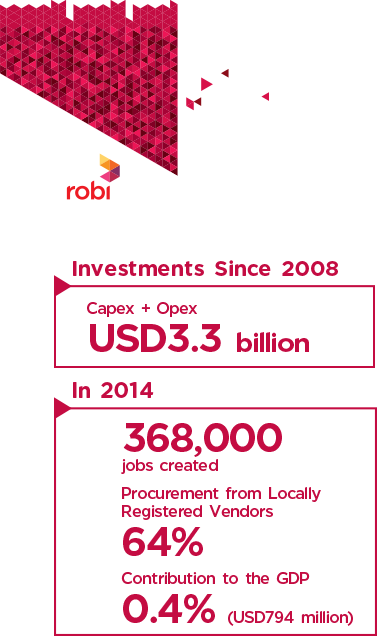 robi
Investments Since 2008
Capex + Opex
USD3.3 billion
In 2014
368,000
jobs created
Procurement from Locally
Registered Vendors
64%
Contribution to the GDP
0.4% (USD794 million)